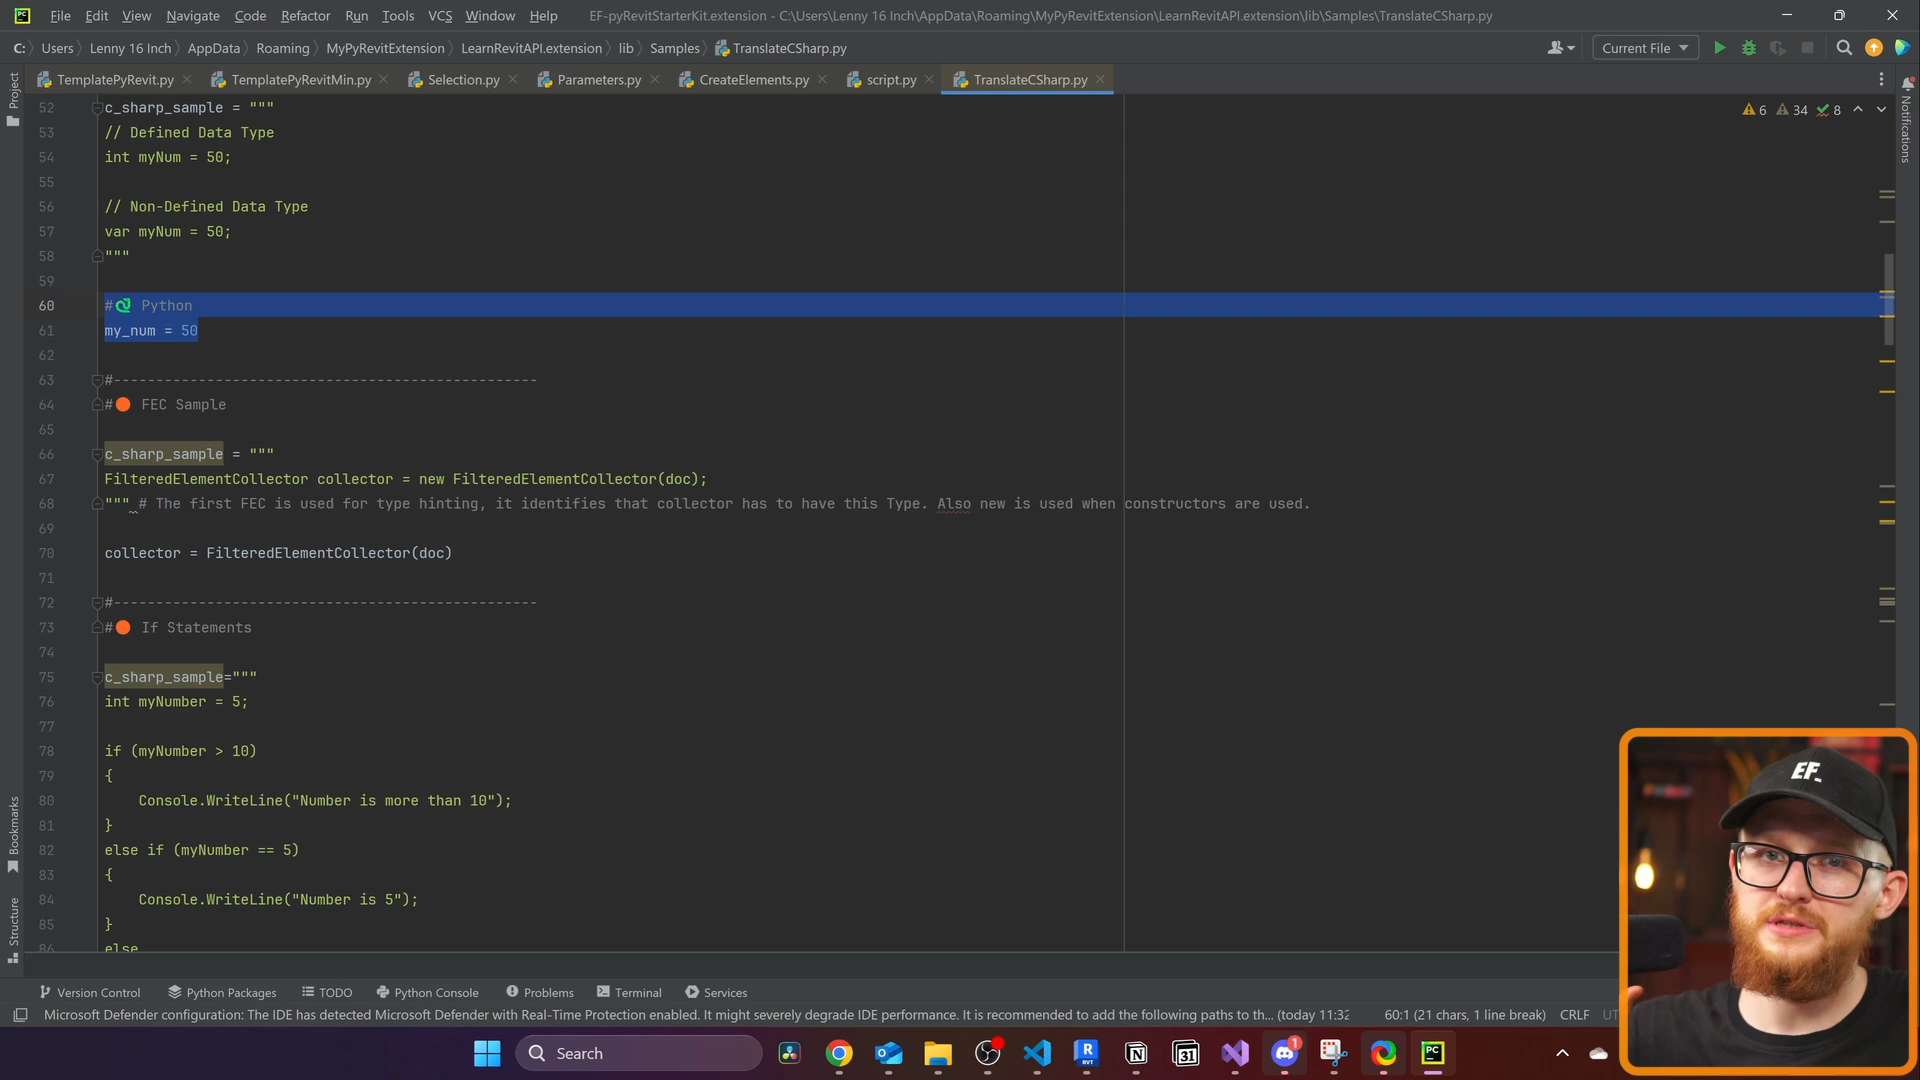 PC File Edit View Navigate Code Refactor Run Tools VCS Window Help EF-pyRevitStarterKit.extension - C:\Users\Lenny 16 Inch\AppData\Roaming\MyPyRevitExtension\LearnRevitAPI.extension\lib\Samples\TranslateCSharp.py
C: Users Lenny 16 Inch AppData Roaming MyPyRevitExtension LearnRevitAPI.extension lib Samples TranslateCSharp.py Current File
TemplatePyRevit.py TemplatePyRevitMin.py Selection.py Parameters.py CreateElements.py script.py TranslateCSharp.py
Project
Notifications
6 34 8
52 c_sharp_sample = """
53 // Defined Data Type
54 int myNum = 50;
55
56 // Non-Defined Data Type
57 var myNum = 50;
58 """
59
60 # Python
61 my_num = 50
62
63 #--------------------------------------------------
64 # FEC Sample
65
66 c_sharp_sample = """
67 FilteredElementCollector collector = new FilteredElementCollector(doc);
68 """ # The first FEC is used for type hinting, it identifies that collector has to have this Type. Also new is used when constructors are used.
69
70 collector = FilteredElementCollector(doc)
71
72 #--------------------------------------------------
73 # If Statements
74
75 c_sharp_sample="""
76 int myNumber = 5;
77
78 if (myNumber > 10)
79 {
80 Console.WriteLine("Number is more than 10");
81 }
82 else if (myNumber == 5)
83 {
84 Console.WriteLine("Number is 5");
85 }
86 else
Bookmarks
Structure
EF_
Version Control Python Packages TODO Python Console Problems Terminal Services
Microsoft Defender configuration: The IDE has detected Microsoft Defender with Real-Time Protection enabled. It might severely degrade IDE performance. It is recommended to add the following paths to th... (today 11:32 60:1 (21 chars, 1 line break) CRLF UT
Search
R
RVT
N
31
1
PC